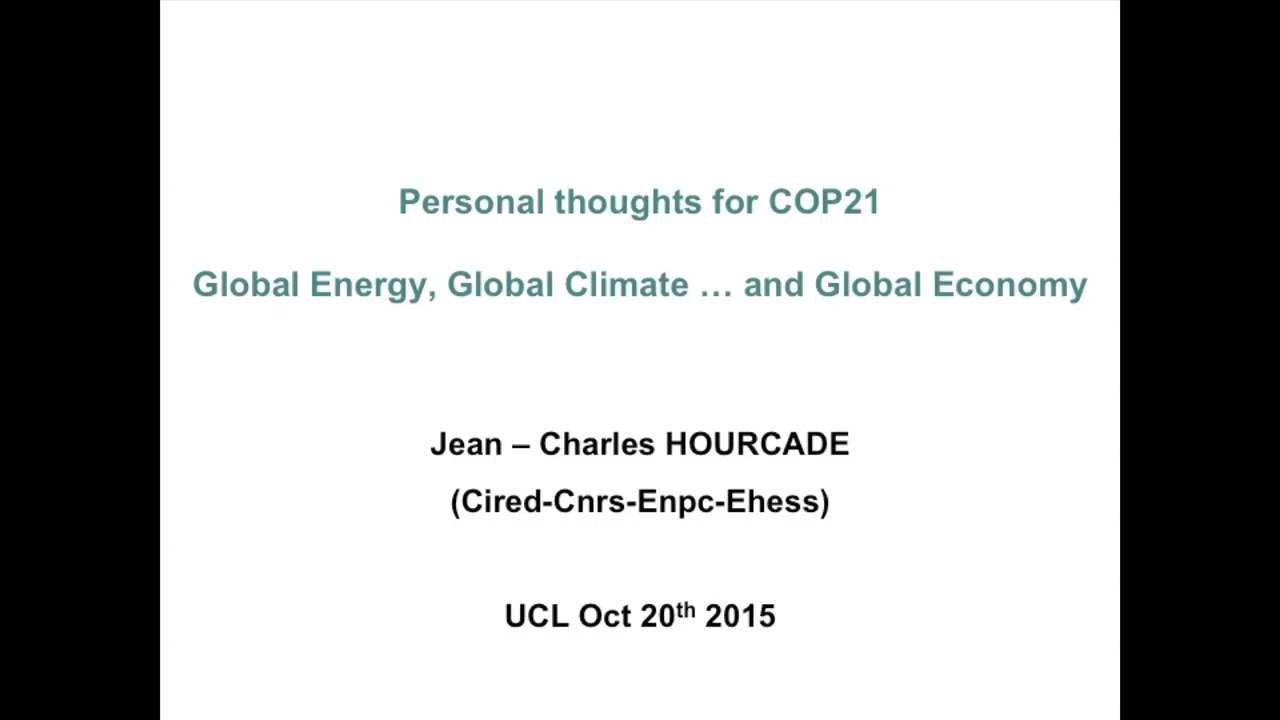 Personal thoughts for COP21
Global Energy, Global Climate … and Global Economy
Jean – Charles HOURCADE
(Cired-Cnrs-Enpc-Ehess)
UCL Oct 20th 2015